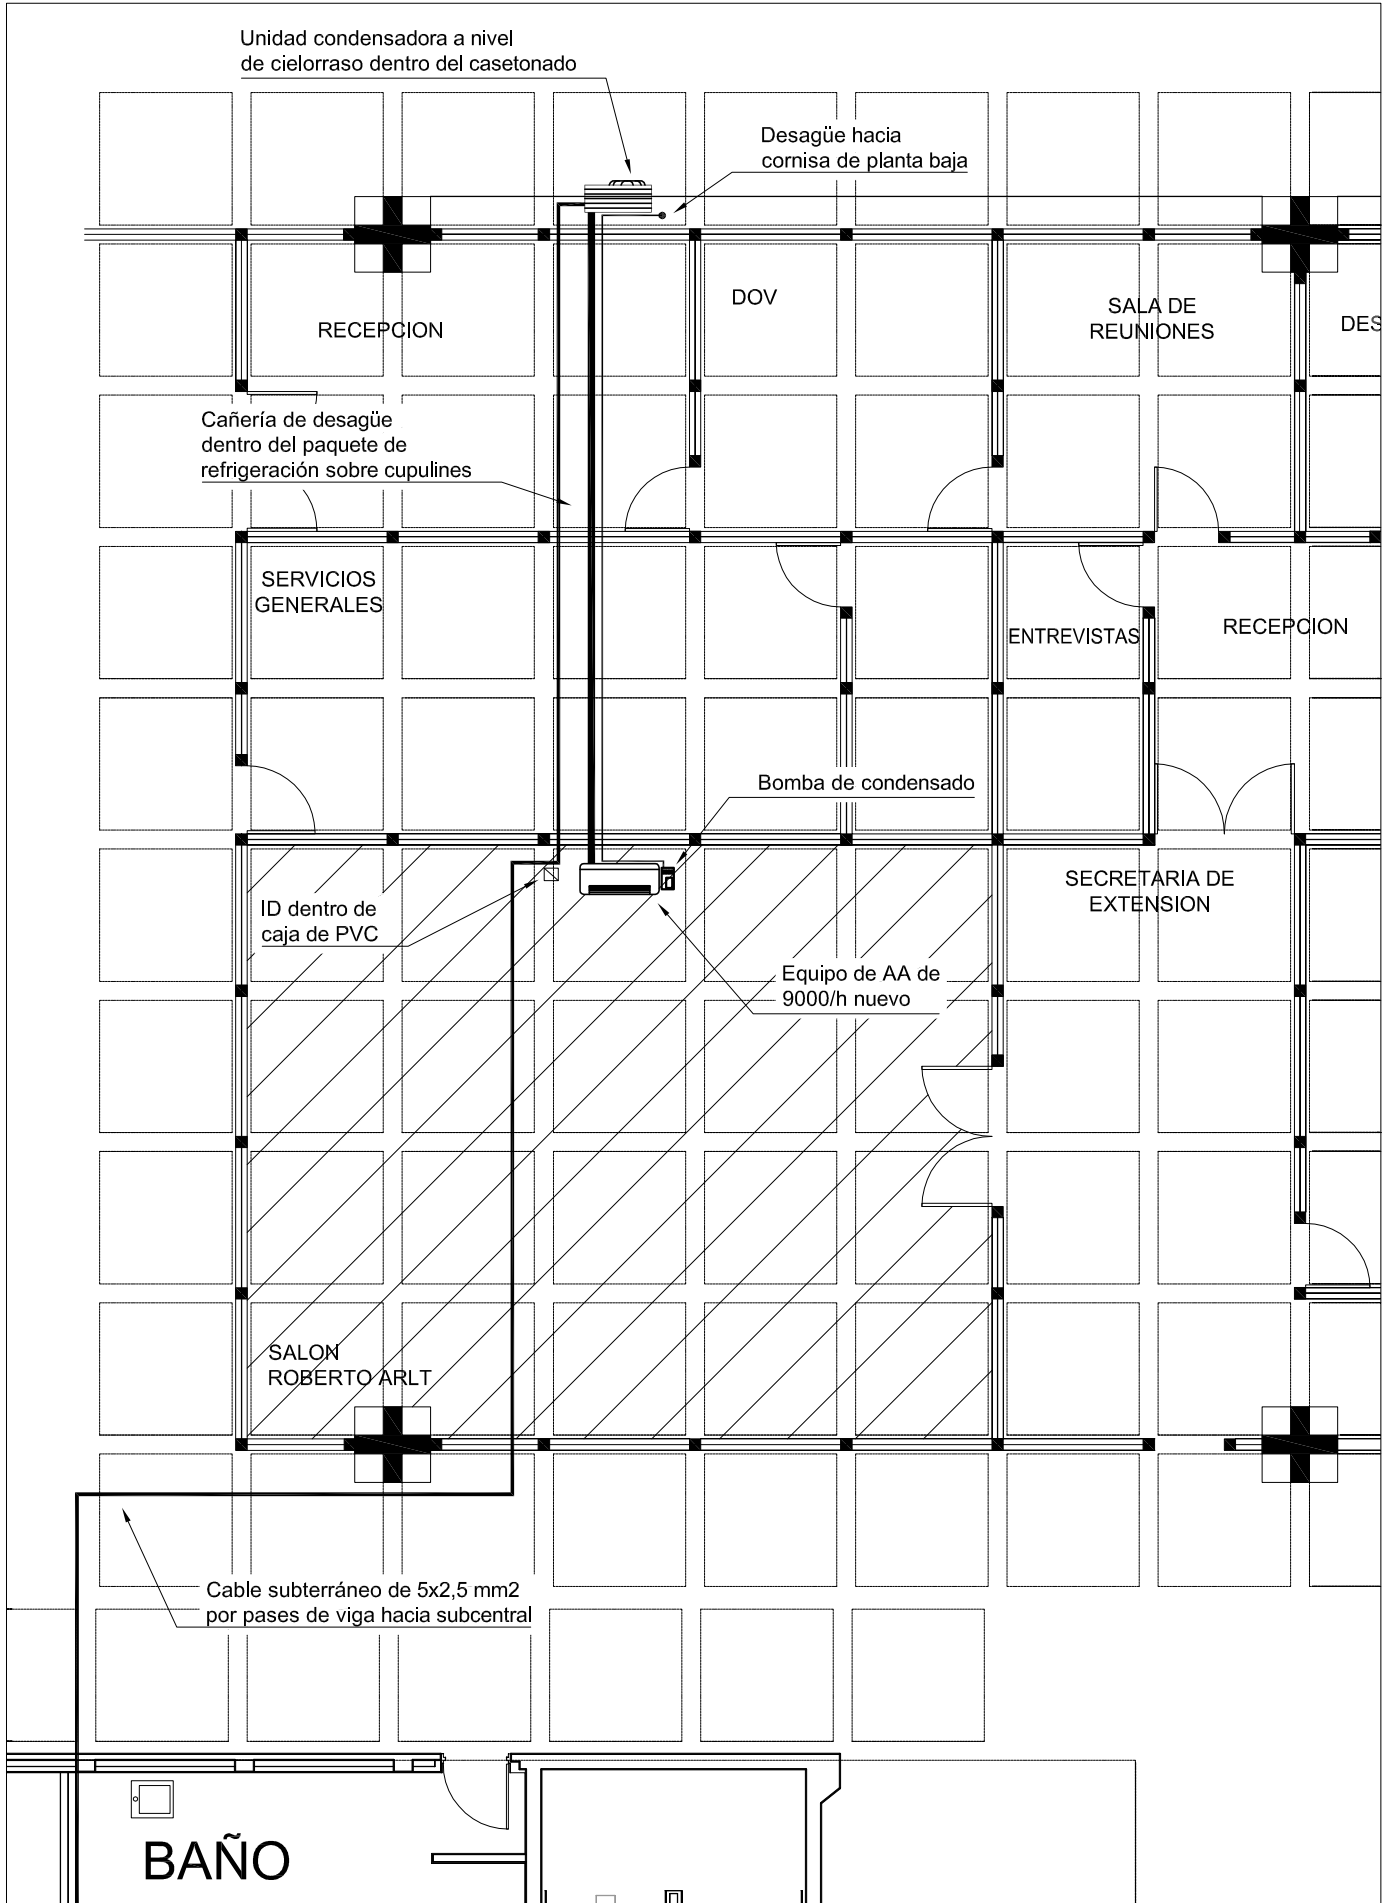 Unidad condensadora a nivel
de cielorraso dentro del casetonado
Desagüe hacia
cornisa de planta baja
RECEPCION
DOV
SALA DE
REUNIONES
DES
Cañería de desagüe
dentro del paquete de
refrigeración sobre cupulines
SERVICIOS
GENERALES
ENTREVISTAS
RECEPCION
Bomba de condensado
SECRETARIA DE
EXTENSION
ID dentro de
caja de PVC
Equipo de AA de
9000/h nuevo
SALON
ROBERTO ARLT
Cable subterráneo de 5x2,5 mm2
por pases de viga hacia subcentral
BAÑO